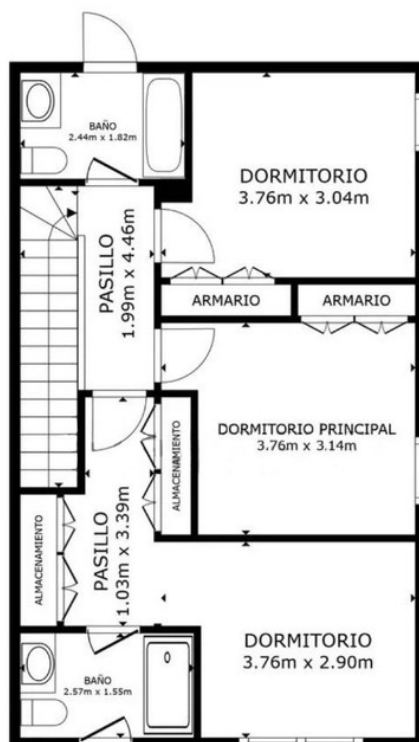 BAÑO
2.44m x 1.82m
DORMITORIO
3.76m x 3.04m
PASILLO
1.99m x 4.46m
ARMARIO
ARMARIO
DORMITORIO PRINCIPAL
3.76m x 3.14m
ALMACENAMIENTO
ALMACENAMIENTO
PASILLO
1.03m x 3.39m
DORMITORIO
3.76m x 2.90m
BAÑO
2.57m x 1.55m